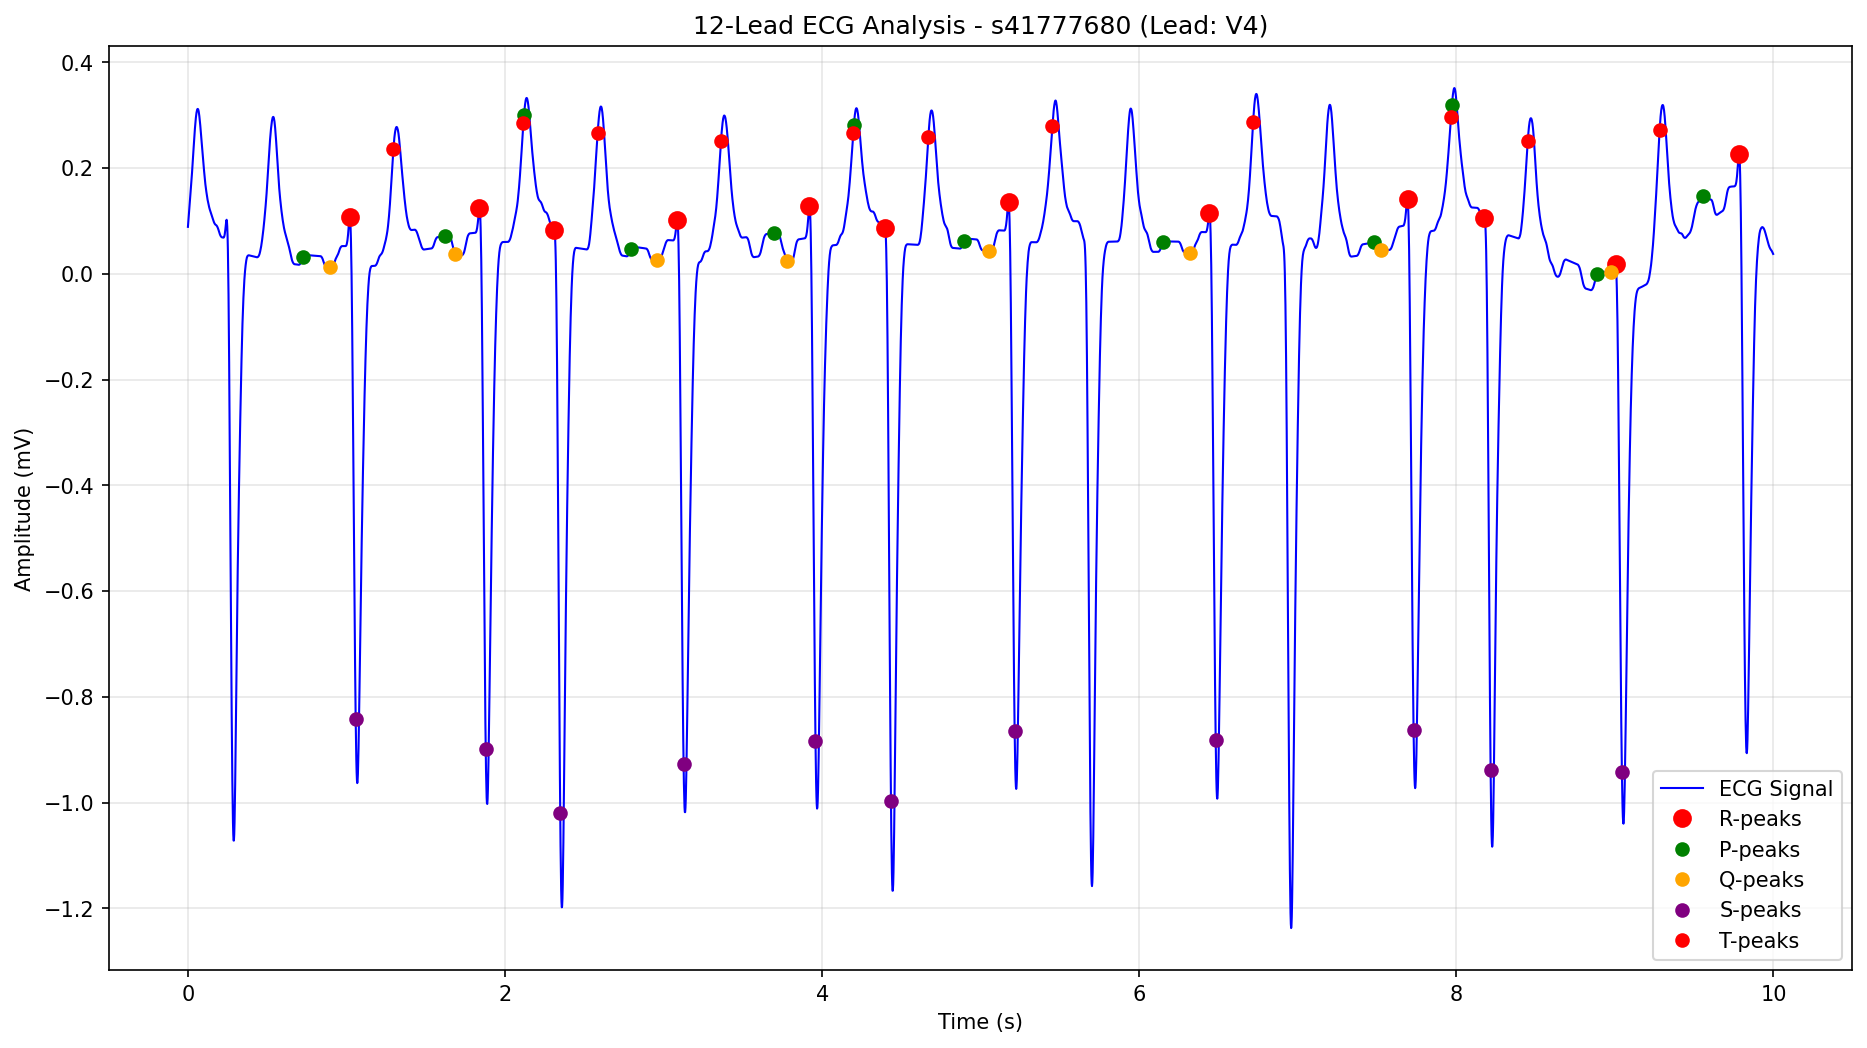 12-Lead ECG Analysis - s41777680 (Lead: V4)
Amplitude (mV)
0.4
0.2
0.0
−0.2
−0.4
−0.6
−0.8
−1.0
−1.2
0 2 4 6 8 10
Time (s)
ECG Signal
R-peaks
P-peaks
Q-peaks
S-peaks
T-peaks